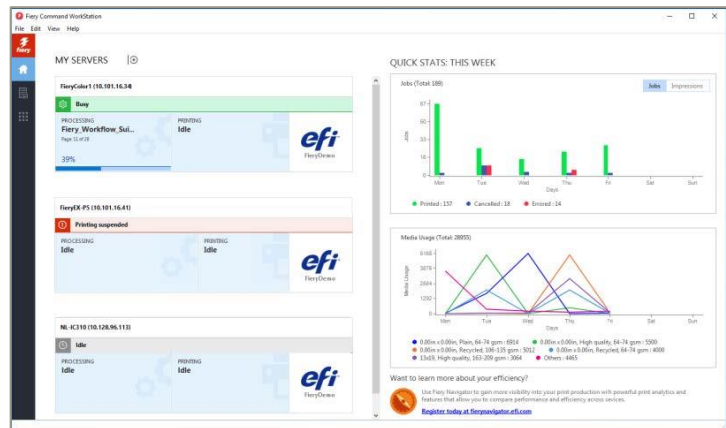 Fiery Command WorkStation
File Edit View Help
fiery
MY SERVERS
FieryColor1 (10.101.16.34)
Busy
PROCESSING
Fiery_Workflow_Sui...
Page 11 of 28
39%
PRINTING
Idle
efi
FieryDemo
FieryEX-P5 (10.101.16.41)
Printing suspended
PROCESSING
Idle
PRINTING
Idle
efi
FieryDemo
NL-IC310 (10.128.96.113)
Idle
PROCESSING
Idle
PRINTING
Idle
efi
FieryDemo
QUICK STATS: THIS WEEK
Jobs (Total: 189)
Jobs Impressions
Jobs
Mon Tue Wed Thu Fri Sat Sun
Days
Printed : 157 Cancelled : 18 Errored : 14
Media Usage (Total: 28055)
Media Usage
Mon Tue Wed Thu Fri Sat Sun
Days
0.00in x 0.00in, Plain, 64-74 gsm : 6914 0.00in x 0.00in, High quality, 64-74 gsm : 5500
0.00in x 0.00in, Recycled, 106-135 gsm : 5012 0.00in x 0.00in, Recycled, 64-74 gsm : 4000
13x19, High quality, 163-209 gsm : 3064 Others : 4465
Want to learn more about your efficiency?
Use Fiery Navigator to gain more visibility into your print production with powerful print analytics and
features that allow you to compare performance and efficiency across devices.
Register today at fierynavigator.efi.com